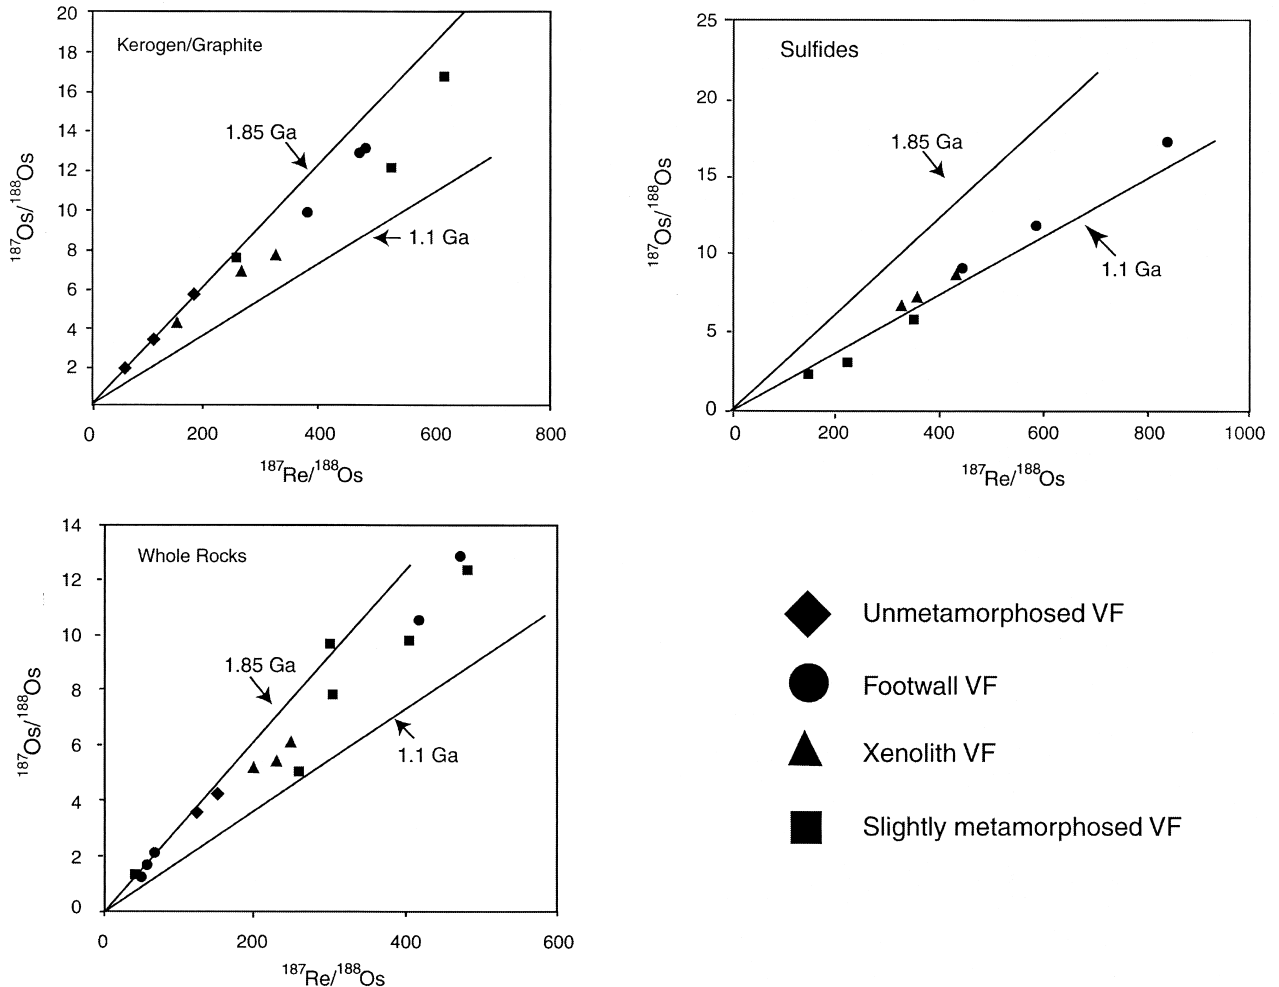 20
Kerogen/Graphite
18
16
14
1.85 Ga
12
10
1.1 Ga
8
6
4
2
¹⁸⁷Os/¹⁸⁸Os
0 200 400 600 800
¹⁸⁷Re/¹⁸⁸Os
25
Sulfides
20
1.85 Ga
15
10
1.1 Ga
5
0
¹⁸⁷Os/¹⁸⁸Os
0 200 400 600 800 1000
¹⁸⁷Re/¹⁸⁸Os
14
Whole Rocks
12
10
1.85 Ga
8
6
1.1 Ga
4
2
0
¹⁸⁷Os/¹⁸⁸Os
0 200 400 600
¹⁸⁷Re/¹⁸⁸Os
Unmetamorphosed VF
Footwall VF
Xenolith VF
Slightly metamorphosed VF